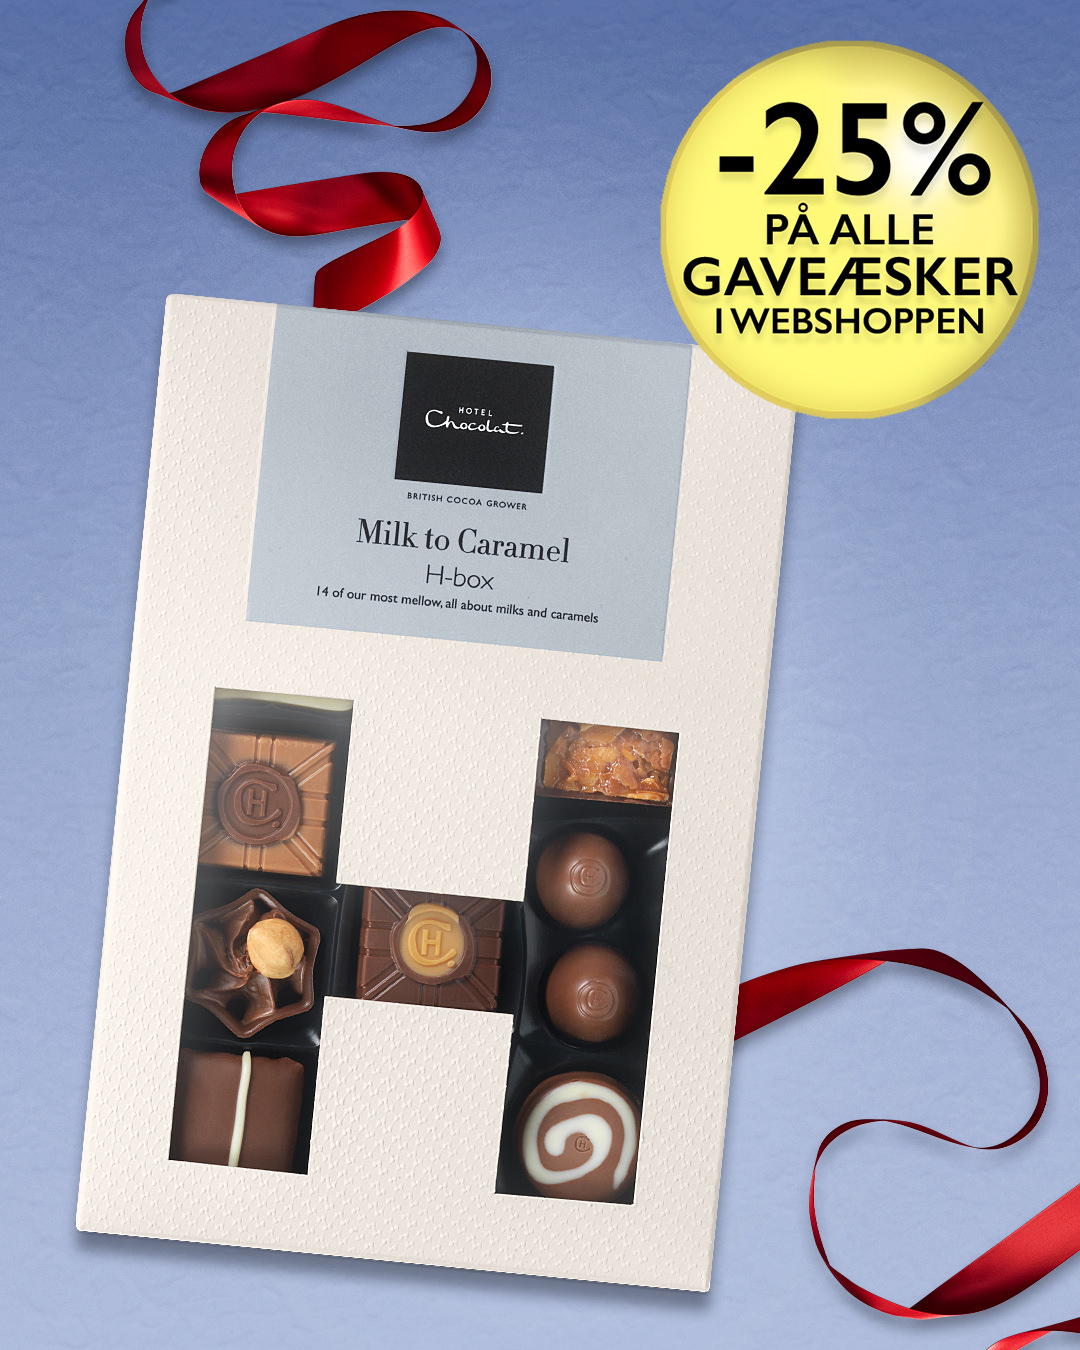 -25%
PÅ ALLE
GAVEÆSKER
I WEBSHOPPEN
HOTEL
Chocolat.
BRITISH COCOA GROWER
Milk to Caramel
H-box
14 of our most mellow, all about milks and caramels
H
H
H